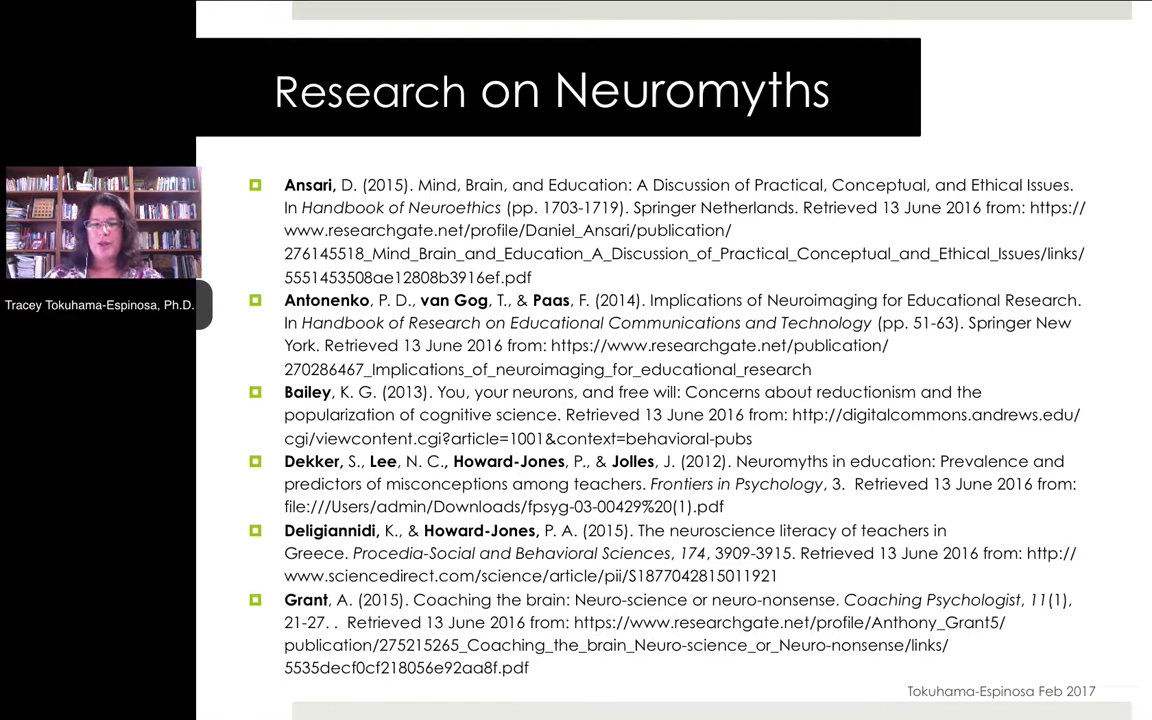 Research on Neuromyths
Ansari, D. (2015). Mind, Brain, and Education: A Discussion of Practical, Conceptual, and Ethical Issues.
In Handbook of Neuroethics (pp. 1703-1719). Springer Netherlands. Retrieved 13 June 2016 from: https://
www.researchgate.net/profile/Daniel_Ansari/publication/
276145518_Mind_Brain_and_Education_A_Discussion_of_Practical_Conceptual_and_Ethical_Issues/links/
5551453508ae12808b3916ef.pdf
Antonenko, P. D., van Gog, T., & Paas, F. (2014). Implications of Neuroimaging for Educational Research.
In Handbook of Research on Educational Communications and Technology (pp. 51-63). Springer New
York. Retrieved 13 June 2016 from: https://www.researchgate.net/publication/
270286467_Implications_of_neuroimaging_for_educational_research
Bailey, K. G. (2013). You, your neurons, and free will: Concerns about reductionism and the
popularization of cognitive science. Retrieved 13 June 2016 from: http://digitalcommons.andrews.edu/
cgi/viewcontent.cgi?article=1001&context=behavioral-pubs
Dekker, S., Lee, N. C., Howard-Jones, P., & Jolles, J. (2012). Neuromyths in education: Prevalence and
predictors of misconceptions among teachers. Frontiers in Psychology, 3. Retrieved 13 June 2016 from:
file:///Users/admin/Downloads/fpsyg-03-00429%20(1).pdf
Deligiannidi, K., & Howard-Jones, P. A. (2015). The neuroscience literacy of teachers in
Greece. Procedia-Social and Behavioral Sciences, 174, 3909-3915. Retrieved 13 June 2016 from: http://
www.sciencedirect.com/science/article/pii/S1877042815011921
Grant, A. (2015). Coaching the brain: Neuro-science or neuro-nonsense. Coaching Psychologist, 11(1),
21-27. . Retrieved 13 June 2016 from: https://www.researchgate.net/profile/Anthony_Grant5/
publication/275215265_Coaching_the_brain_Neuro-science_or_Neuro-nonsense/links/
5535decf0cf218056e92aa8f.pdf
Tracey Tokuhama-Espinosa, Ph.D.
Tokuhama-Espinosa Feb 2017